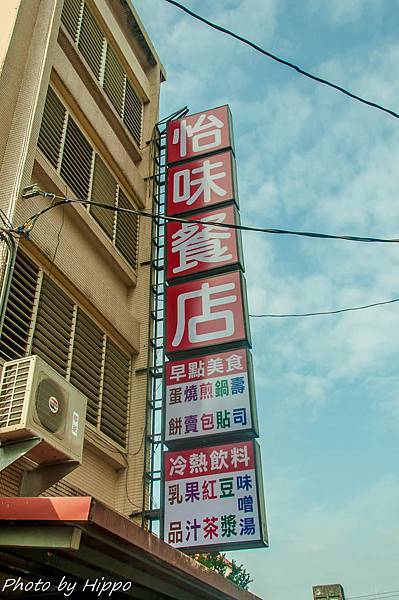 怡味餐店
早點美食
蛋燒煎鍋壽
餅賣包貼司
冷熱飲料
乳果紅豆味噌湯
品汁茶漿
Photo by Hippo